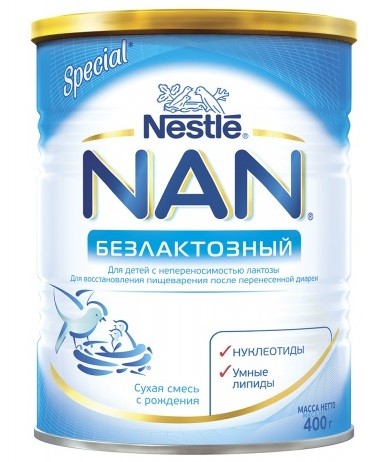 Special*
Nestlé
NAN®
БЕЗЛАКТОЗНЫЙ
Для детей с непереносимостью лактозы
Для восстановления пищеварения после перенесенной диареи
✓ НУКЛЕОТИДЫ
✓ Умные
липиды
Сухая смесь
с рождения
МАССА НЕТТО
400 г